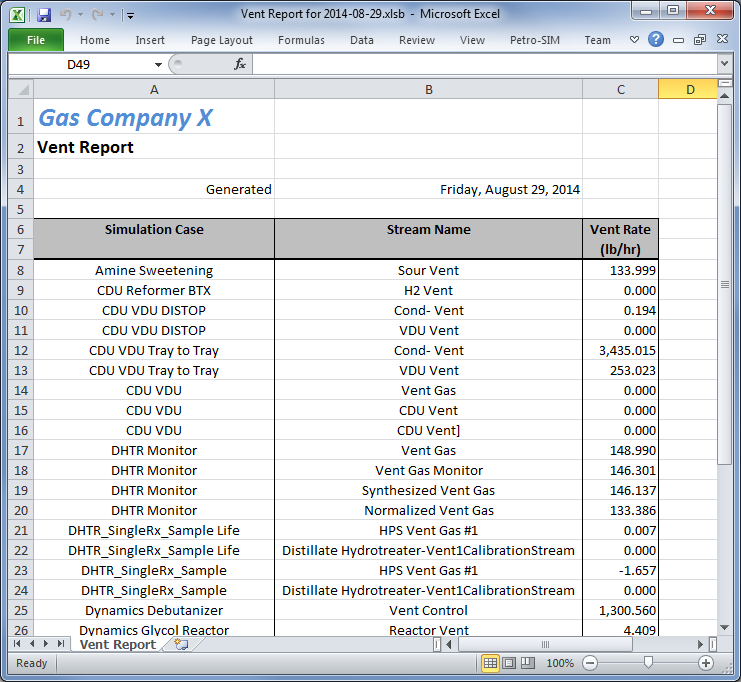 Vent Report for 2014-08-29.xlsb - Microsoft Excel
File Home Insert Page Layout Formulas Data Review View Petro-SIM Team
D49 fx
A B C D
1 Gas Company X
2 Vent Report
3
4 Generated Friday, August 29, 2014
5
6 Simulation Case Stream Name Vent Rate
7 (lb/hr)
8 Amine Sweetening Sour Vent 133.999
9 CDU Reformer BTX H2 Vent 0.000
10 CDU VDU DISTOP Cond- Vent 0.194
11 CDU VDU DISTOP VDU Vent 0.000
12 CDU VDU Tray to Tray Cond- Vent 3,435.015
13 CDU VDU Tray to Tray VDU Vent 253.023
14 CDU VDU Vent Gas 0.000
15 CDU VDU CDU Vent 0.000
16 CDU VDU CDU Vent] 0.000
17 DHTR Monitor Vent Gas 148.990
18 DHTR Monitor Vent Gas Monitor 146.301
19 DHTR Monitor Synthesized Vent Gas 146.137
20 DHTR Monitor Normalized Vent Gas 133.386
21 DHTR_SingleRx_Sample Life HPS Vent Gas #1 0.007
22 DHTR_SingleRx_Sample Life Distillate Hydrotreater-Vent1CalibrationStream 0.000
23 DHTR_SingleRx_Sample HPS Vent Gas #1 -1.657
24 DHTR_SingleRx_Sample Distillate Hydrotreater-Vent1CalibrationStream 0.000
25 Dynamics Debutanizer Vent Control 1,300.560
26 Dynamics Glycol Reactor Reactor Vent 4.409
Vent Report
Ready 100%